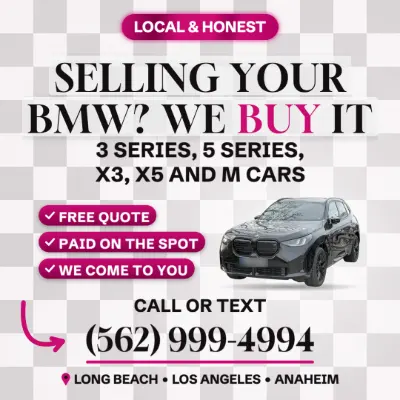 LOCAL & HONEST
SELLING YOUR
BMW? WE BUY IT
3 SERIES, 5 SERIES,
X3, X5 AND M CARS
FREE QUOTE
PAID ON THE SPOT
WE COME TO YOU
CALL OR TEXT
(562) 999-4994
LONG BEACH • LOS ANGELES • ANAHEIM